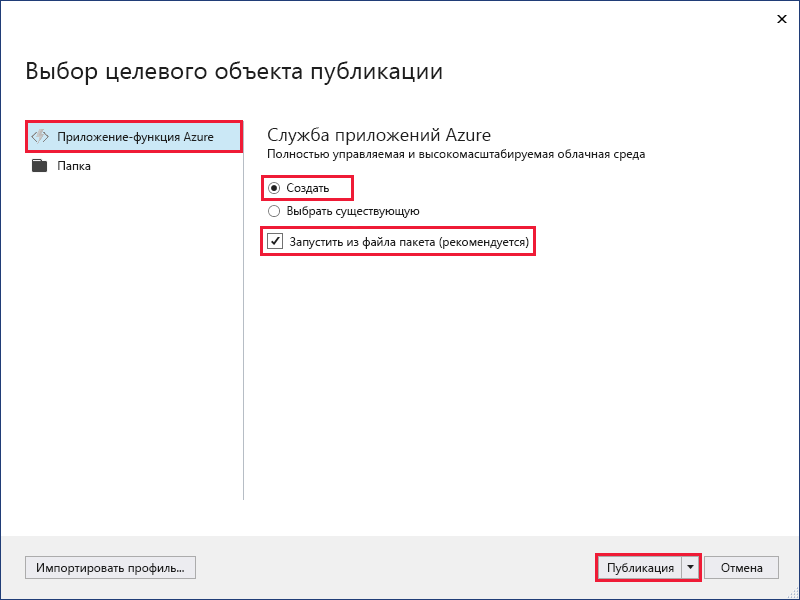 Выбор целевого объекта публикации
Приложение-функция Azure
Папка
Служба приложений Azure
Полностью управляемая и высокомасштабируемая облачная среда
Создать
Выбрать существующую
Запустить из файла пакета (рекомендуется)
Импортировать профиль...
Публикация
Отмена